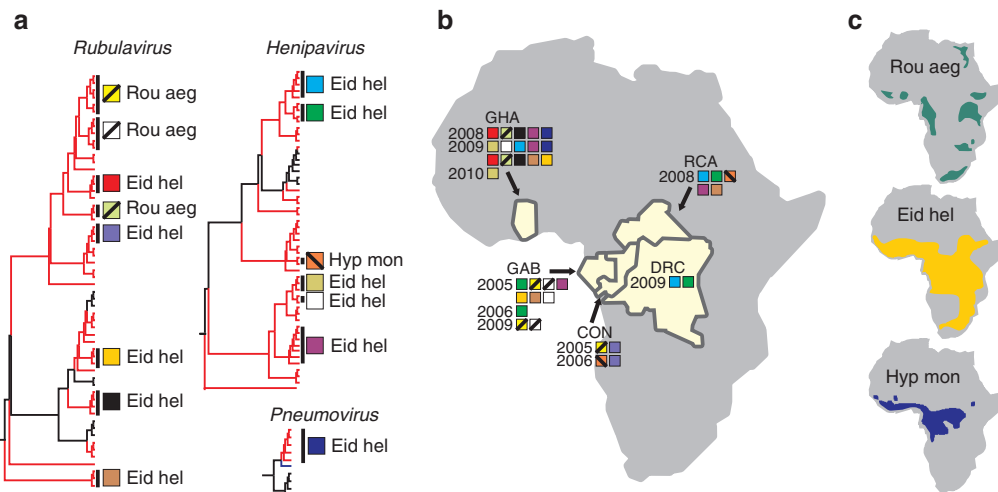 a
Rubulavirus
Rou aeg
Rou aeg
Eid hel
Rou aeg
Eid hel
Eid hel
Eid hel
Eid hel
Henipavirus
Eid hel
Eid hel
Hyp mon
Eid hel
Eid hel
Eid hel
Pneumovirus
Eid hel
b
GHA
2008
2009
2010
RCA
2008
GAB
2005
2006
2009
DRC
2009
CON
2005
2006
c
Rou aeg
Eid hel
Hyp mon